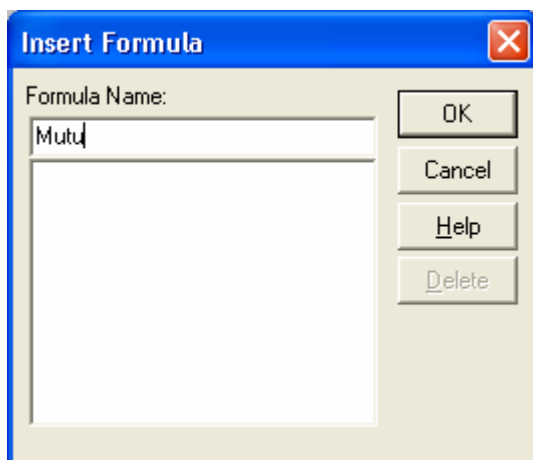 Insert Formula
Formula Name:
Mutu
OK
Cancel
Help
Delete